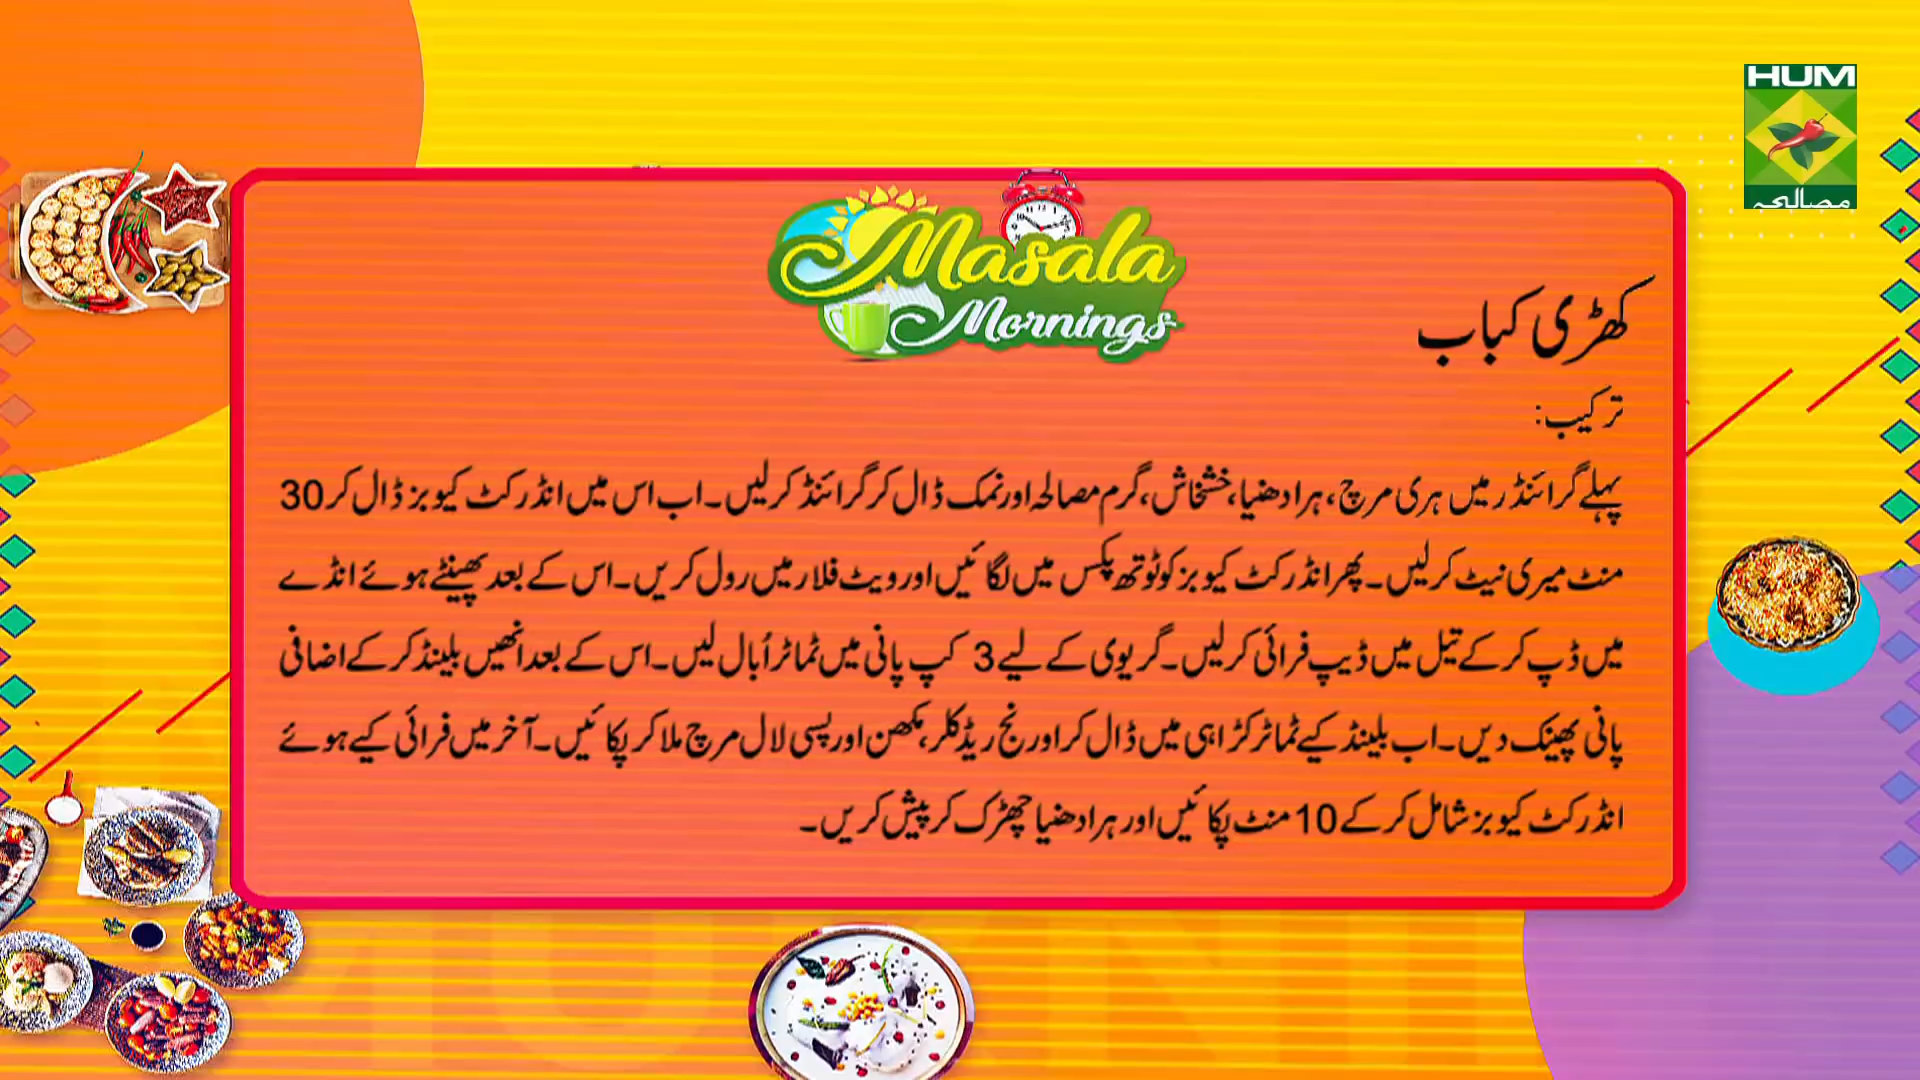 HUM
مصالحہ
Masala
Mornings
کھڑی کباب
ترکیب:
پہلے گرائنڈر میں ہری مرچ، ہرا دھنیا، خشخاش، گرم مصالحہ اور نمک ڈال کر گرائنڈ کر لیں۔ اب اس میں انڈر کٹ کیوبز ڈال کر 30
منٹ میری نیٹ کر لیں۔ پھر انڈر کٹ کیوبز کو ٹوتھ پکس میں لگائیں اور ویٹ فلار میں رول کریں۔ اس کے بعد پھینٹے ہوئے انڈے
میں ڈپ کر کے تیل میں ڈیپ فرائی کر لیں۔ گریوی کے لیے 3 کپ پانی میں ٹماٹر اُبال لیں۔ اس کے بعد انھیں بلینڈ کر کے اضافی
پانی پھینک دیں۔ اب بلینڈ کیے ٹماٹر کڑاہی میں ڈال کر اورنج ریڈ کلر، مکھن اور پسی لال مرچ ملا کر پکائیں۔ آخر میں فرائی کیے ہوئے
انڈر کٹ کیوبز شامل کر کے 10 منٹ پکائیں اور ہرا دھنیا چھڑک کر پیش کریں۔